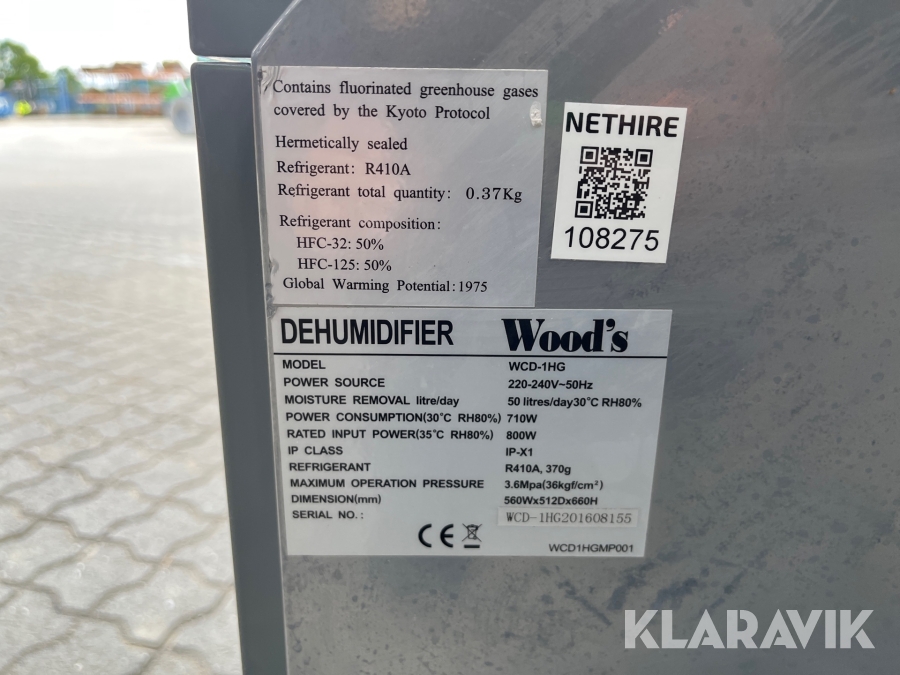 Contains fluorinated greenhouse gases
covered by the Kyoto Protocol
Hermetically sealed
Refrigerant: R410A
Refrigerant total quantity: 0.37Kg
Refrigerant composition:
HFC-32: 50%
HFC-125: 50%
Global Warming Potential:1975
NETHIRE
108275
DEHUMIDIFIER Wood's
MODEL WCD-1HG
POWER SOURCE 220-240V~50Hz
MOISTURE REMOVAL litre/day 50 litres/day30°C RH80%
POWER CONSUMPTION(30°C RH80%) 710W
RATED INPUT POWER(35°C RH80%) 800W
IP CLASS IP-X1
REFRIGERANT R410A, 370g
MAXIMUM OPERATION PRESSURE 3.6Mpa(36kgf/cm²)
DIMENSION(mm) 560Wx512Dx660H
SERIAL NO.: WCD-1HG201608155
CE
WCD1HGMP001
KLARAVIK